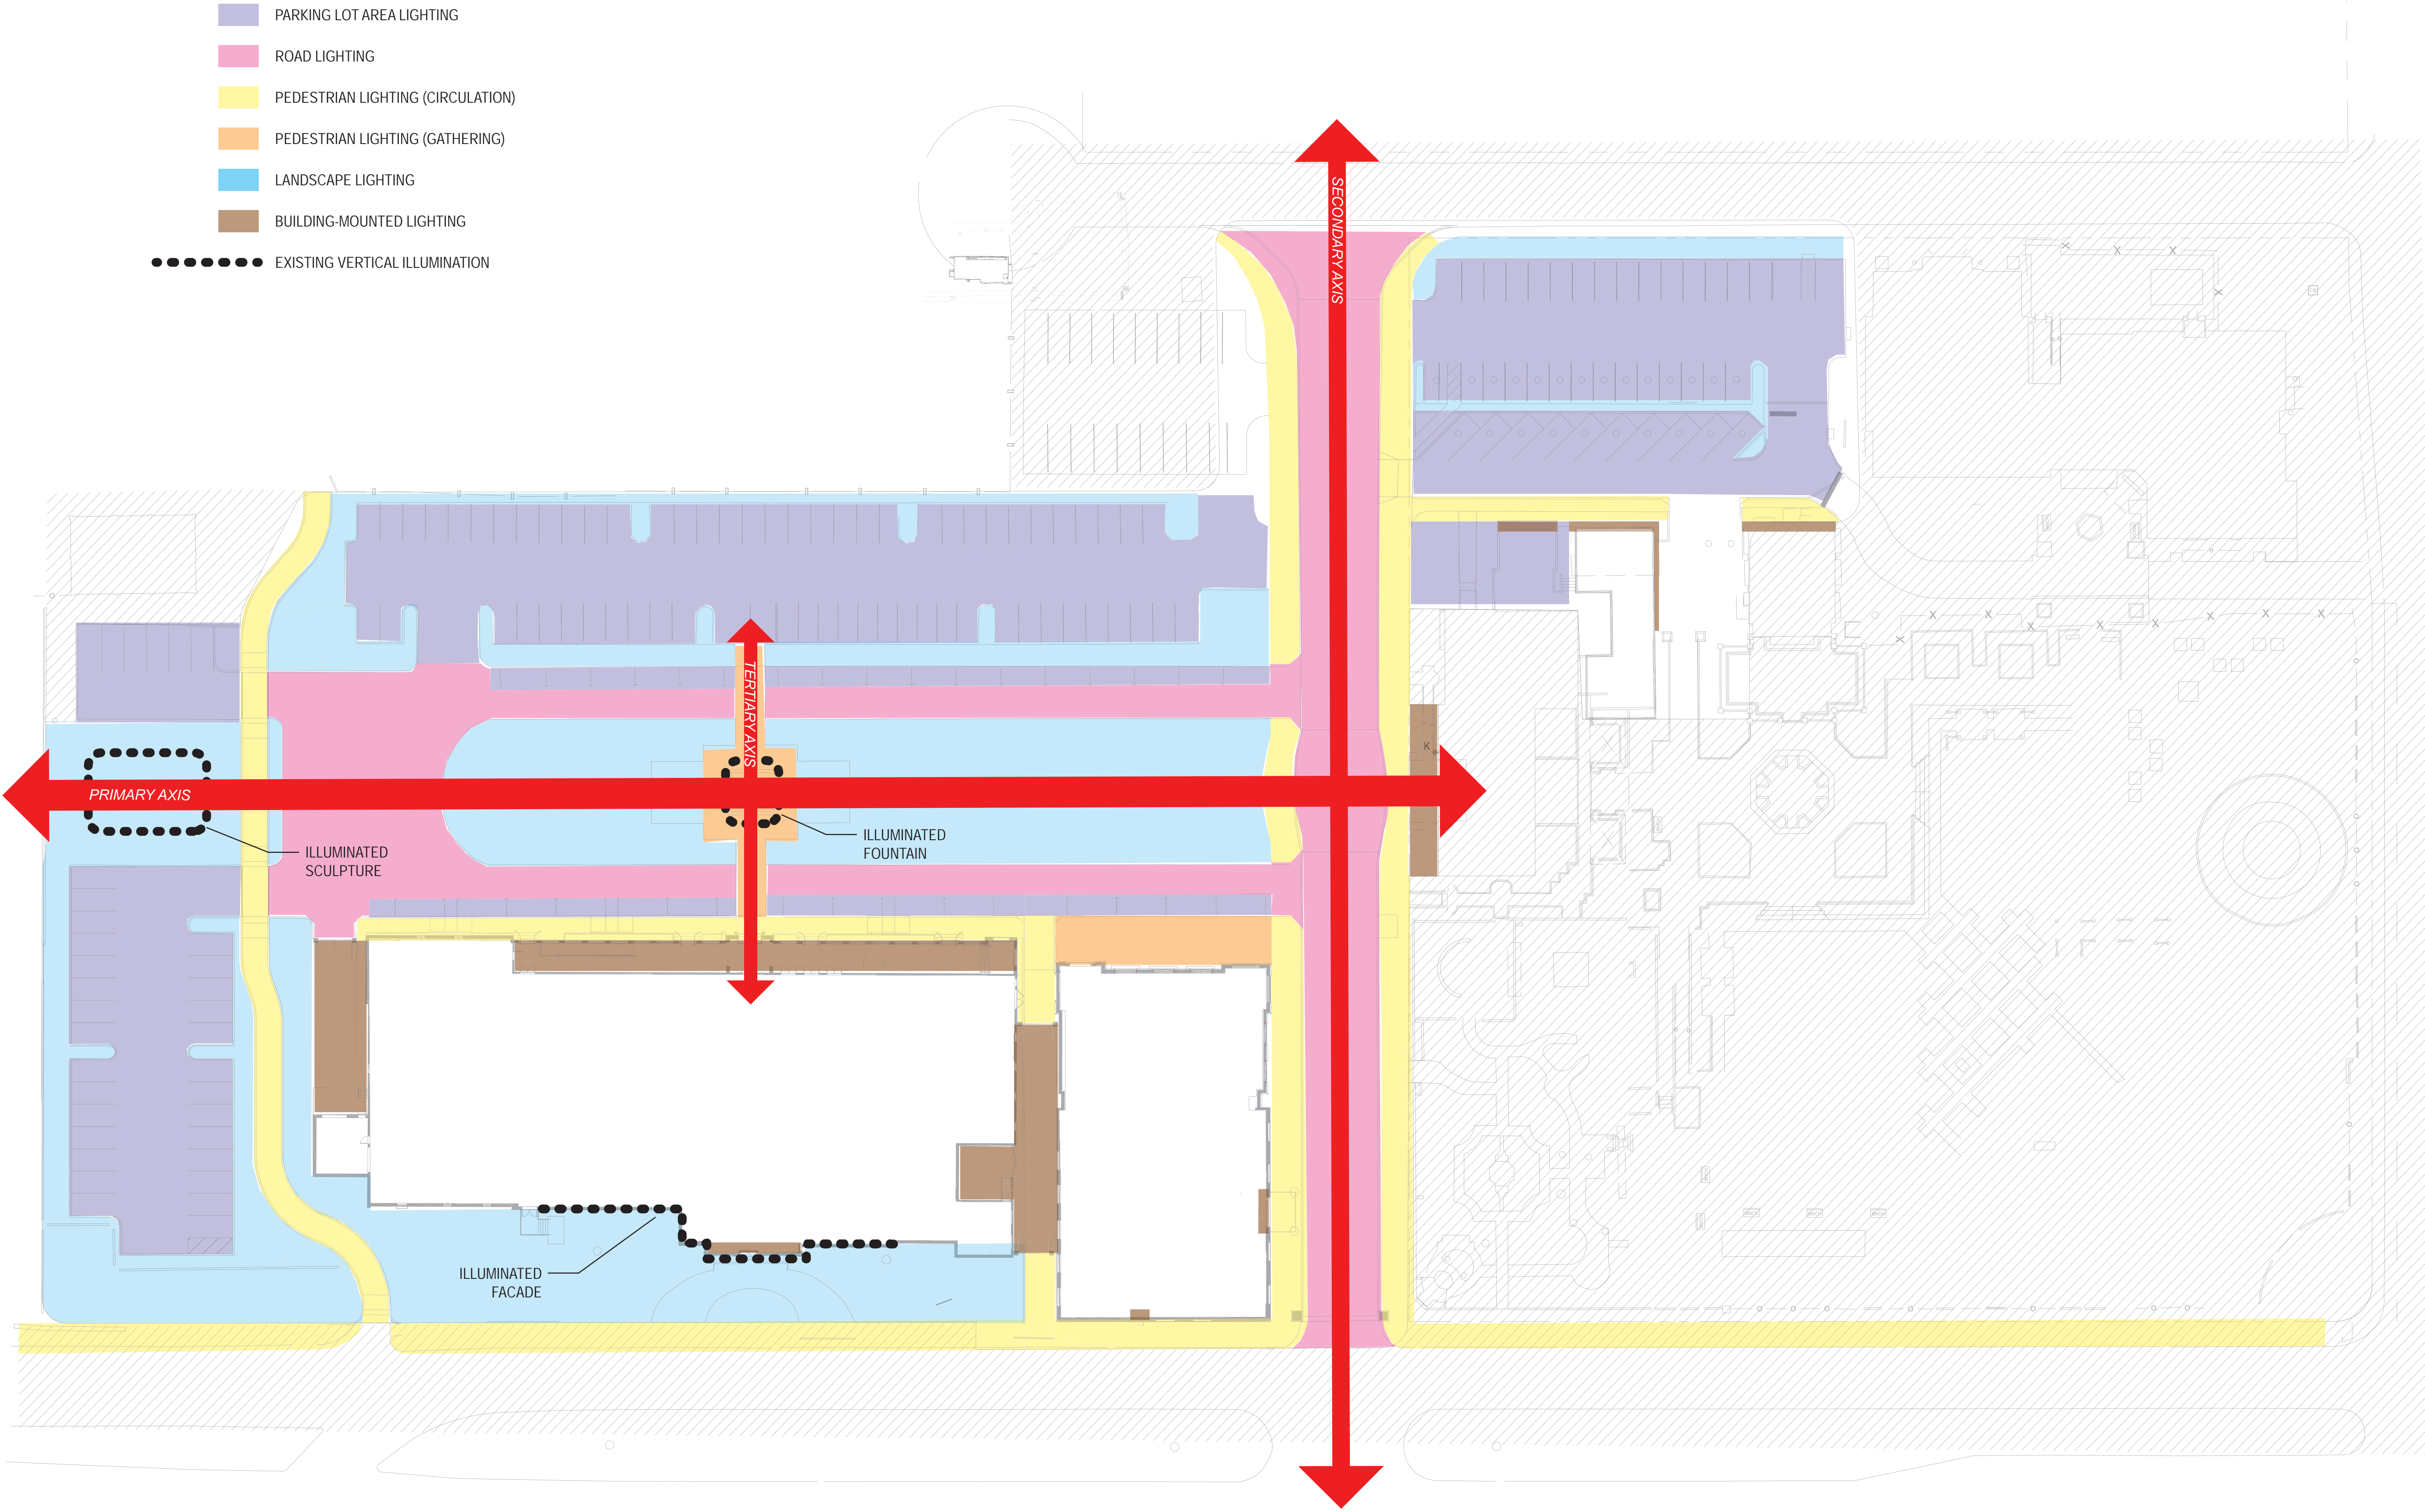 PARKING LOT AREA LIGHTING
ROAD LIGHTING
PEDESTRIAN LIGHTING (CIRCULATION)
PEDESTRIAN LIGHTING (GATHERING)
LANDSCAPE LIGHTING
BUILDING-MOUNTED LIGHTING
EXISTING VERTICAL ILLUMINATION
SECONDARY AXIS
TERTIARY AXIS
PRIMARY AXIS
K
ILLUMINATED
SCULPTURE
ILLUMINATED
FOUNTAIN
ILLUMINATED
FACADE